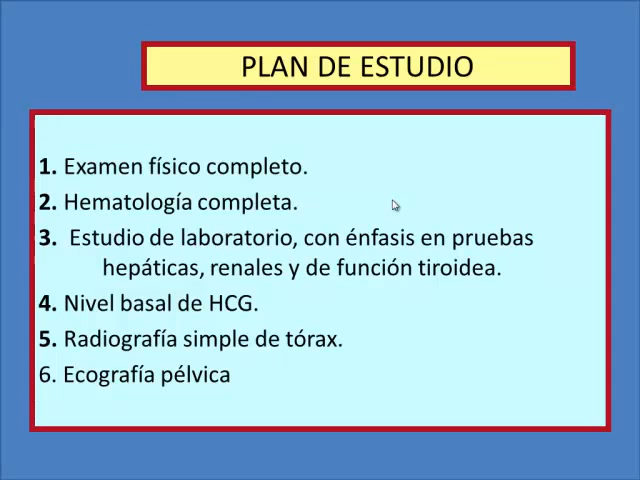 PLAN DE ESTUDIO
1. Examen físico completo.
2. Hematología completa.
3. Estudio de laboratorio, con énfasis en pruebas
hepáticas, renales y de función tiroidea.
4. Nivel basal de HCG.
5. Radiografía simple de tórax.
6. Ecografía pélvica